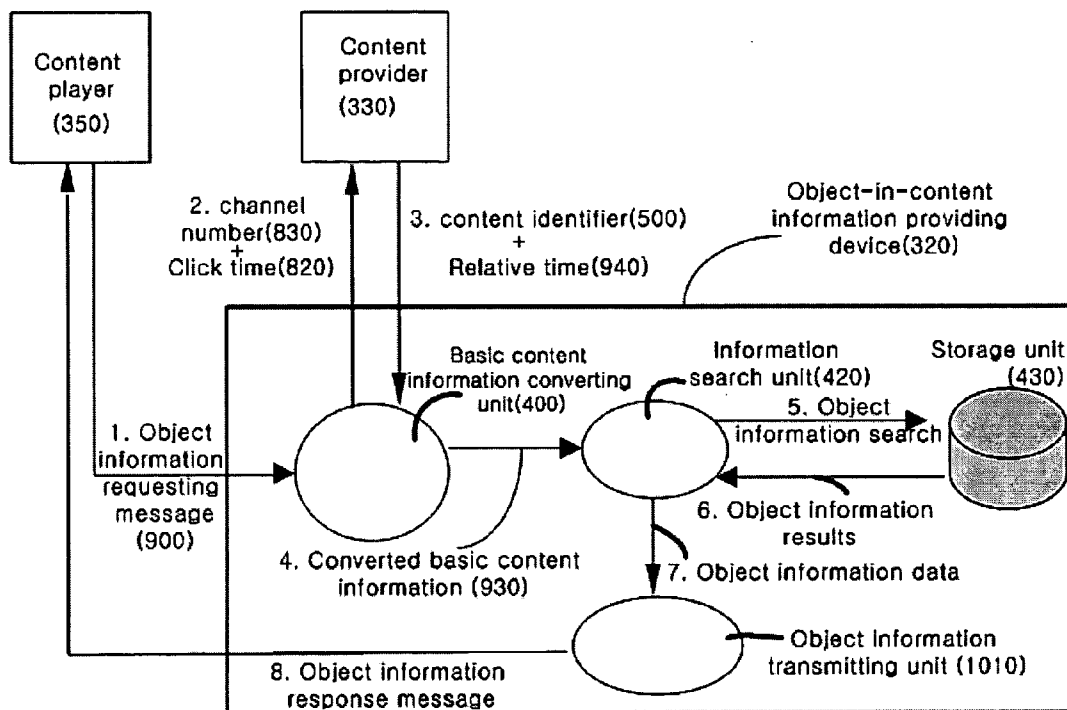 Content
player
(350)
Content
provider
(330)
2. channel
number(830)
+
Click time(820)
3. content identifier(500)
+
Relative time(940)
Object-in-content
information providing
device(320)
Basic content
information converting
unit(400)
Information
search unit(420)
Storage unit
(430)
5. Object
information search
1. Object
information
requesting
message
(900)
6. Object information
results
4. Converted basic content
information (930)
7. Object information data
Object information
transmitting unit (1010)
8. Object information
response message